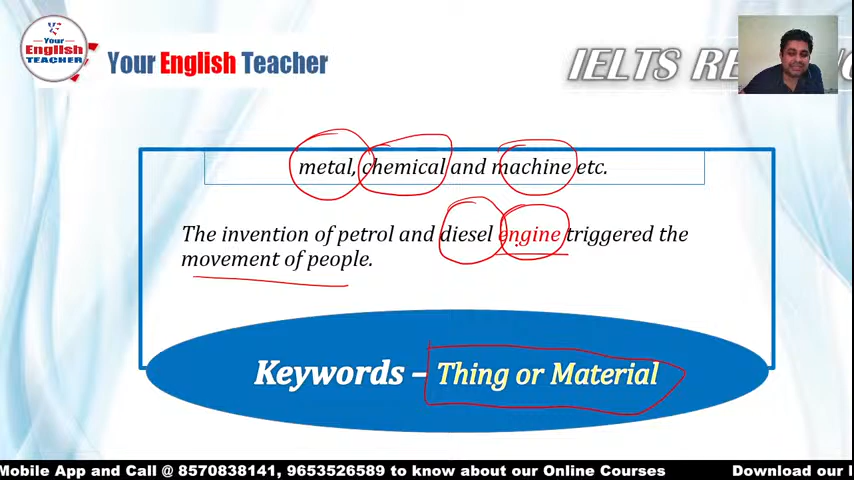 Your
English
TEACHER
Your English Teacher
IELTS RE
metal, chemical and machine etc.
The invention of petrol and diesel engine triggered the
movement of people.
Keywords – Thing or Material
Mobile App and Call @ 8570838141, 9653526589 to know about our Online Courses Download our